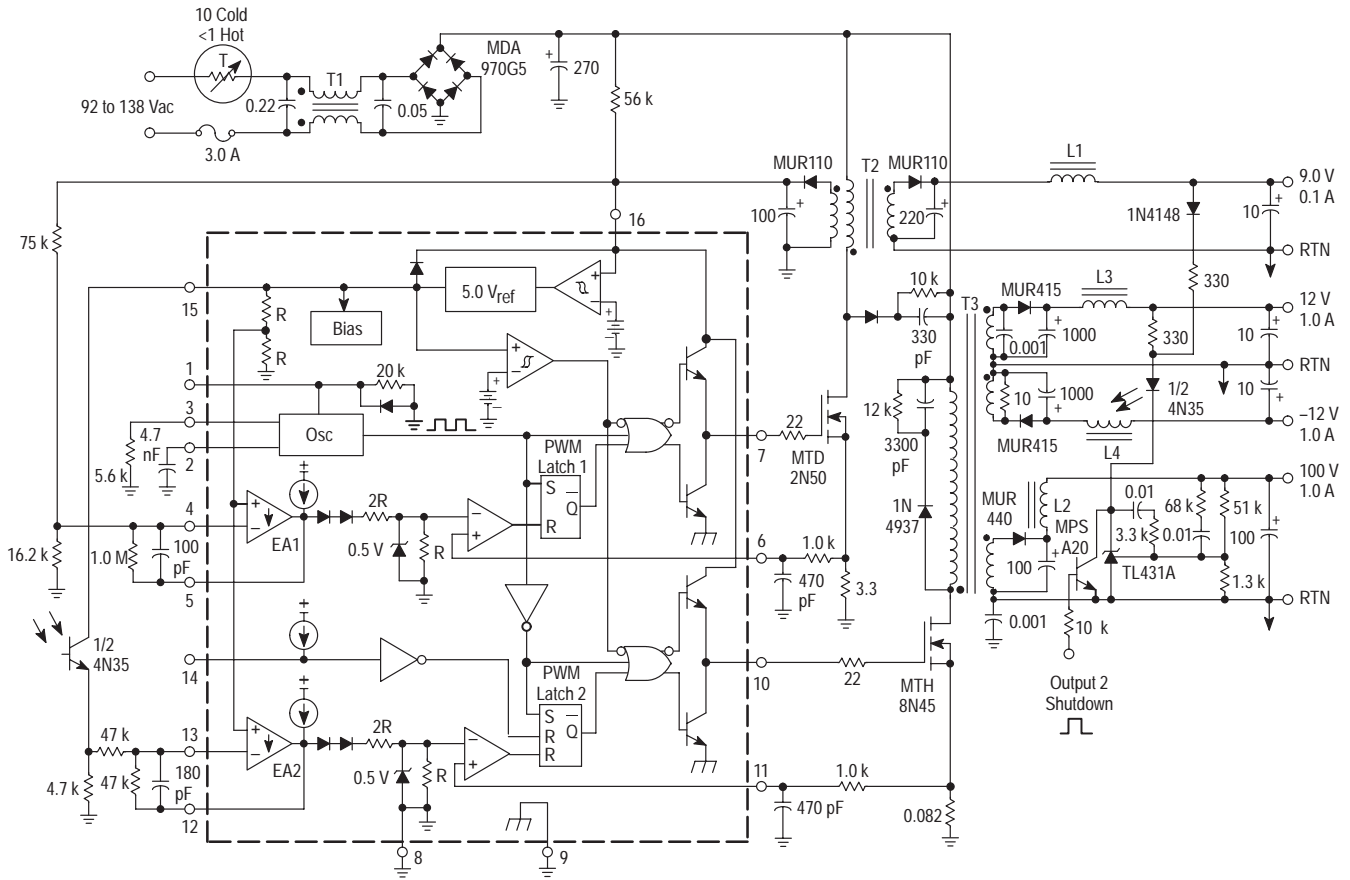 10 Cold
<1 Hot
T
92 to 138 Vac
3.0 A
0.22
T1
0.05
MDA
970G5
+
270
56 k
MUR110
T2
MUR110
100
+
220
+
L1
9.0 V
0.1 A
1N4148
10
+
RTN
75 k
16
15
R
R
Bias
5.0 Vref
+
–
+
–
+
–
+
–
10 k
330
pF
T3
MUR415
L3
330
12 V
1.0 A
0.001
1000
+
330
10
+
RTN
10
1000
+
10
+
1/2
4N35
MUR415
L4
–12 V
1.0 A
1
20 k
3
4.7
nF
2
5.6 k
Osc
PWM
Latch 1
S
Q
R
7
22
MTD
2N50
12 k
3300
pF
1N
4937
4
+
–
EA1
2R
0.5 V
R
–
+
16.2 k
1.0 M
100
pF
5
6
1.0 k
470
pF
3.3
MUR
440
L2
MPS
A20
0.01
3.3 k
68 k
0.01
51 k
100 V
1.0 A
100
+
100
+
TL431A
1.3 k
RTN
0.001
10 k
Output 2
Shutdown
1/2
4N35
14
PWM
Latch 2
S
R
R
Q
10
22
MTH
8N45
47 k
13
+
–
EA2
2R
0.5 V
R
–
+
4.7 k
47 k
180
pF
12
11
1.0 k
470 pF
0.082
8
9